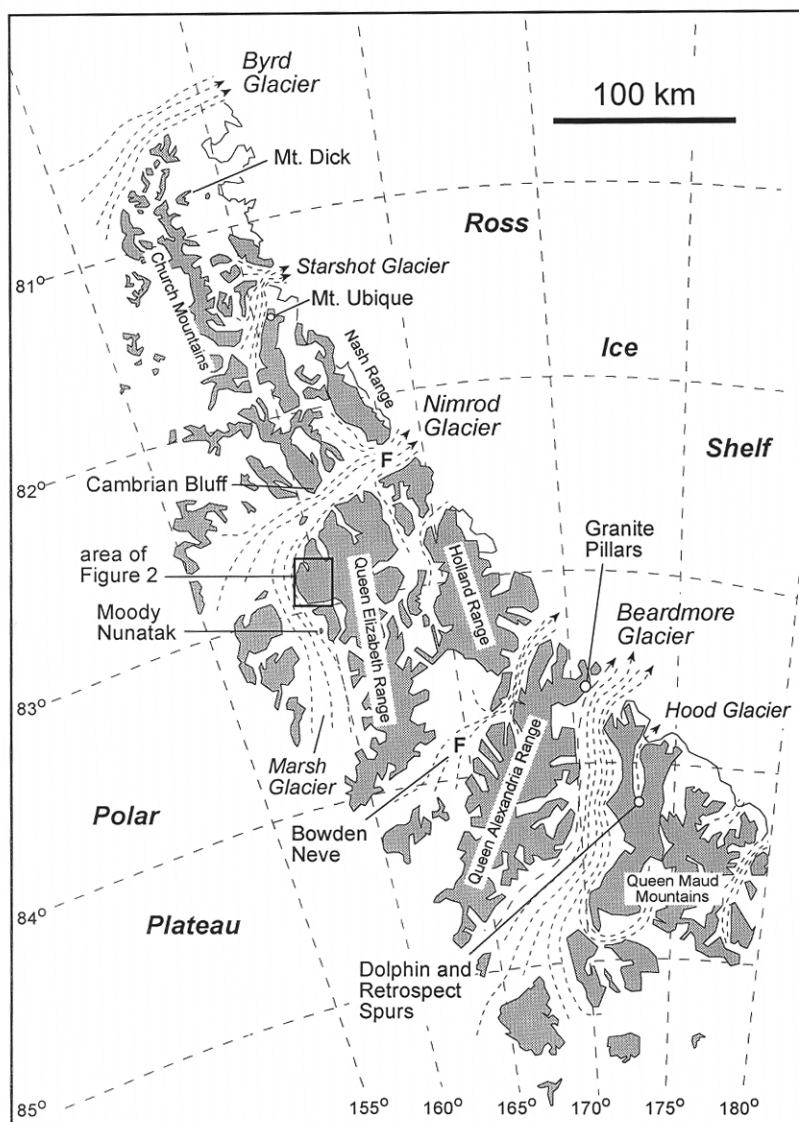 Byrd
Glacier
100 km
Mt. Dick
Ross
81°
Church Mountains
Starshot Glacier
Mt. Ubique
Nash Range
Ice
Nimrod
Glacier
F
Shelf
82°
Cambrian Bluff
Granite
Pillars
area of
Figure 2
Queen Elizabeth Range
Holland Range
Beardmore
Glacier
Moody
Nunatak
83°
Hood Glacier
Marsh
Glacier
F
Queen Alexandria Range
Polar
Bowden
Neve
84°
Plateau
Queen Maud
Mountains
Dolphin and
Retrospect
Spurs
85°
155°
160°
165°
170°
175°
180°